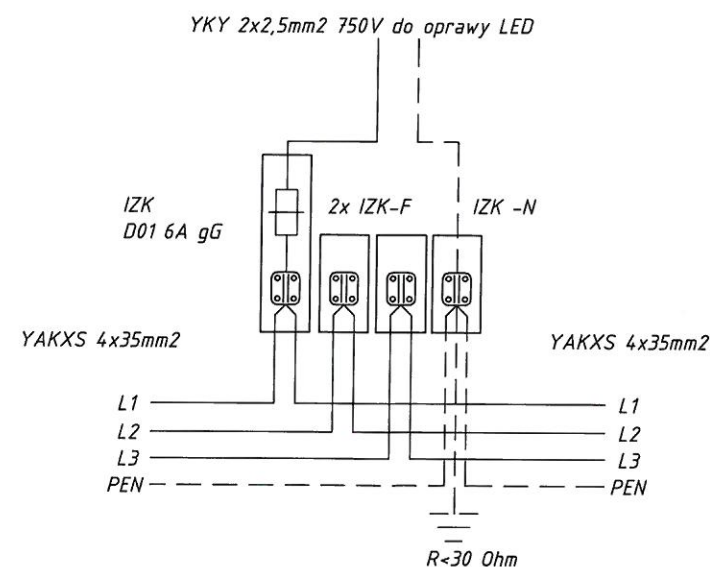 YKY 2x2,5mm2 750V do oprawy LED
IZK
D01 6A gG
2x IZK-F
IZK -N
YAKXS 4x35mm2
YAKXS 4x35mm2
L1
L1
L2
L2
L3
L3
PEN
PEN
R<30 Ohm